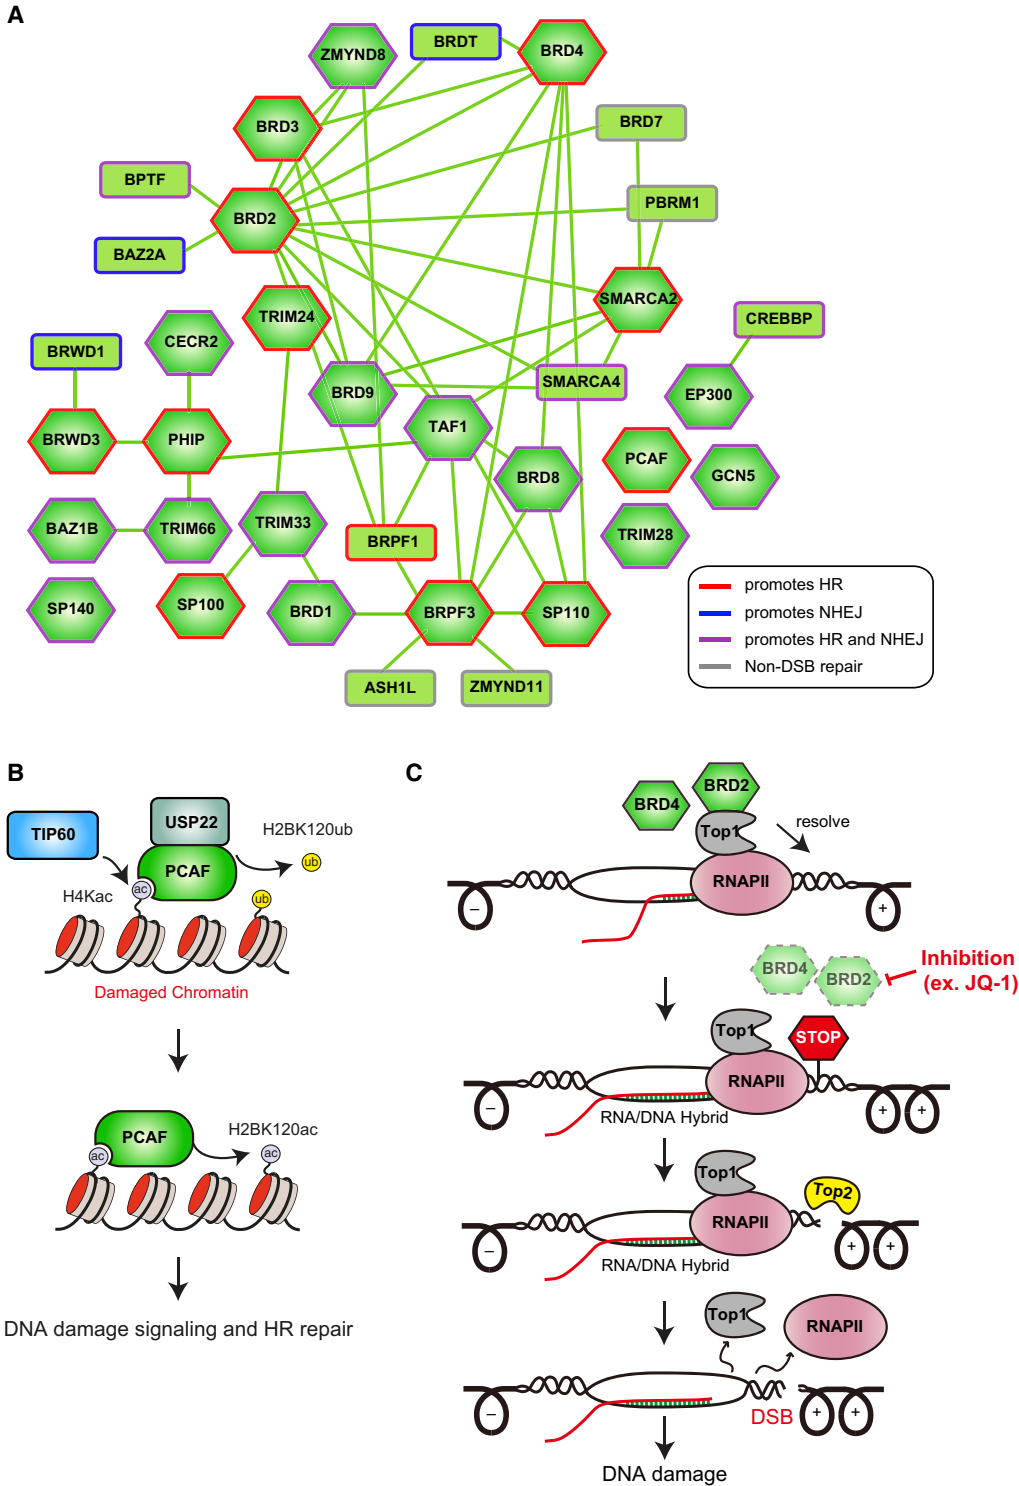 A
ZMYND8
BRDT
BRD4
BRD3
BRD7
BPTF
PBRM1
BRD2
BAZ2A
SMARCA2
TRIM24
CREBBP
CECR2
BRWD1
SMARCA4
BRD9
EP300
TAF1
BRWD3
PHIP
PCAF
BRD8
GCN5
BAZ1B
TRIM66
TRIM33
BRPF1
TRIM28
SP140
SP100
BRD1
BRPF3
SP110
ASH1L
ZMYND11
promotes HR
promotes NHEJ
promotes HR and NHEJ
Non-DSB repair
B
TIP60
USP22
H2BK120ub
PCAF
ub
H4Kac
ac
ub
Damaged Chromatin
PCAF
H2BK120ac
ac
ac
DNA damage signaling and HR repair
C
BRD4
BRD2
Top1
resolve
RNAPII
–
+
BRD4
BRD2
Inhibition
(ex. JQ-1)
Top1
STOP
RNAPII
–
RNA/DNA Hybrid
+
+
Top1
Top2
RNAPII
–
RNA/DNA Hybrid
+
+
Top1
RNAPII
–
DSB
+
+
DNA damage